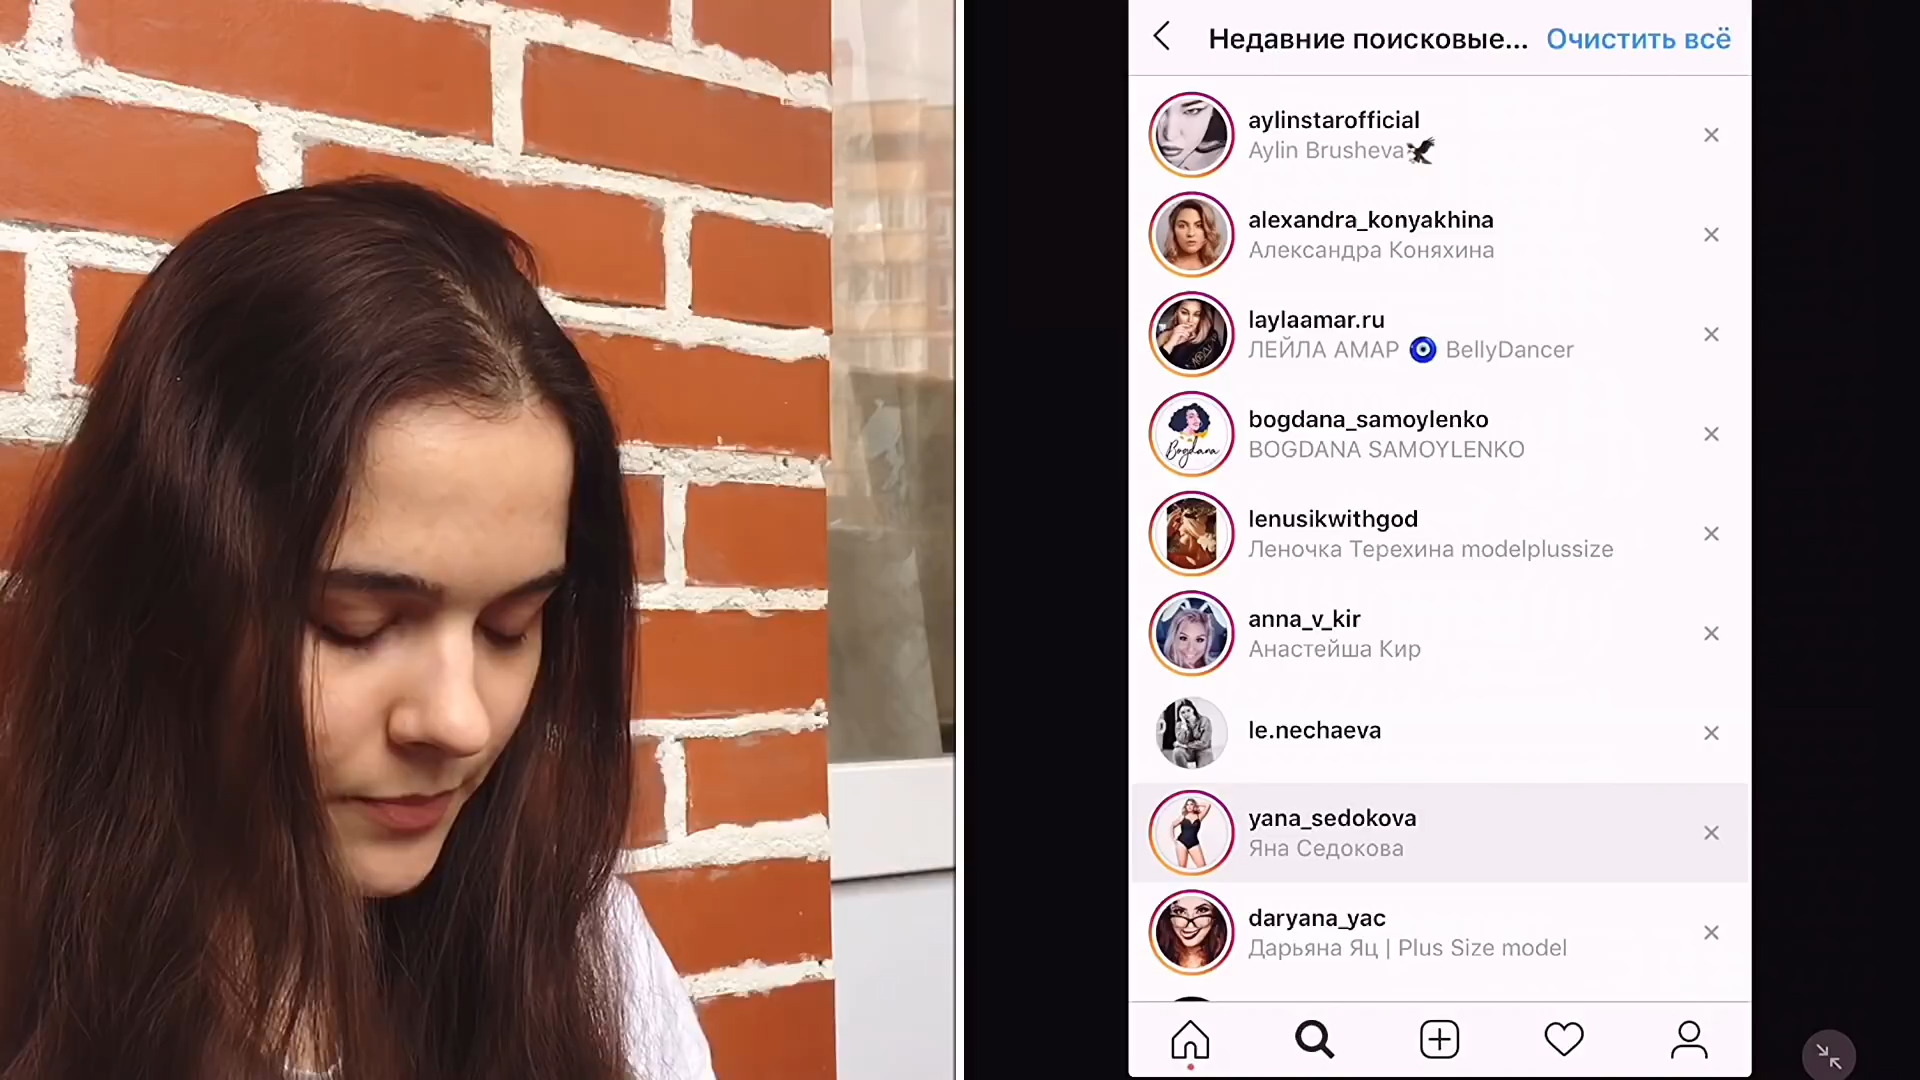 Недавние поисковые... Очистить всё
aylinstarofficial
Aylin Brusheva
alexandra_konyakhina
Александра Коняхина
laylaamar.ru
ЛЕЙЛА АМАР 🧿 BellyDancer
Bogdana
bogdana_samoylenko
BOGDANA SAMOYLENKO
lenusikwithgod
Леночка Терехина modelplussize
anna_v_kir
Анастейша Кир
le.nechaeva
yana_sedokova
Яна Седокова
daryana_yac
Дарьяна Яц | Plus Size model